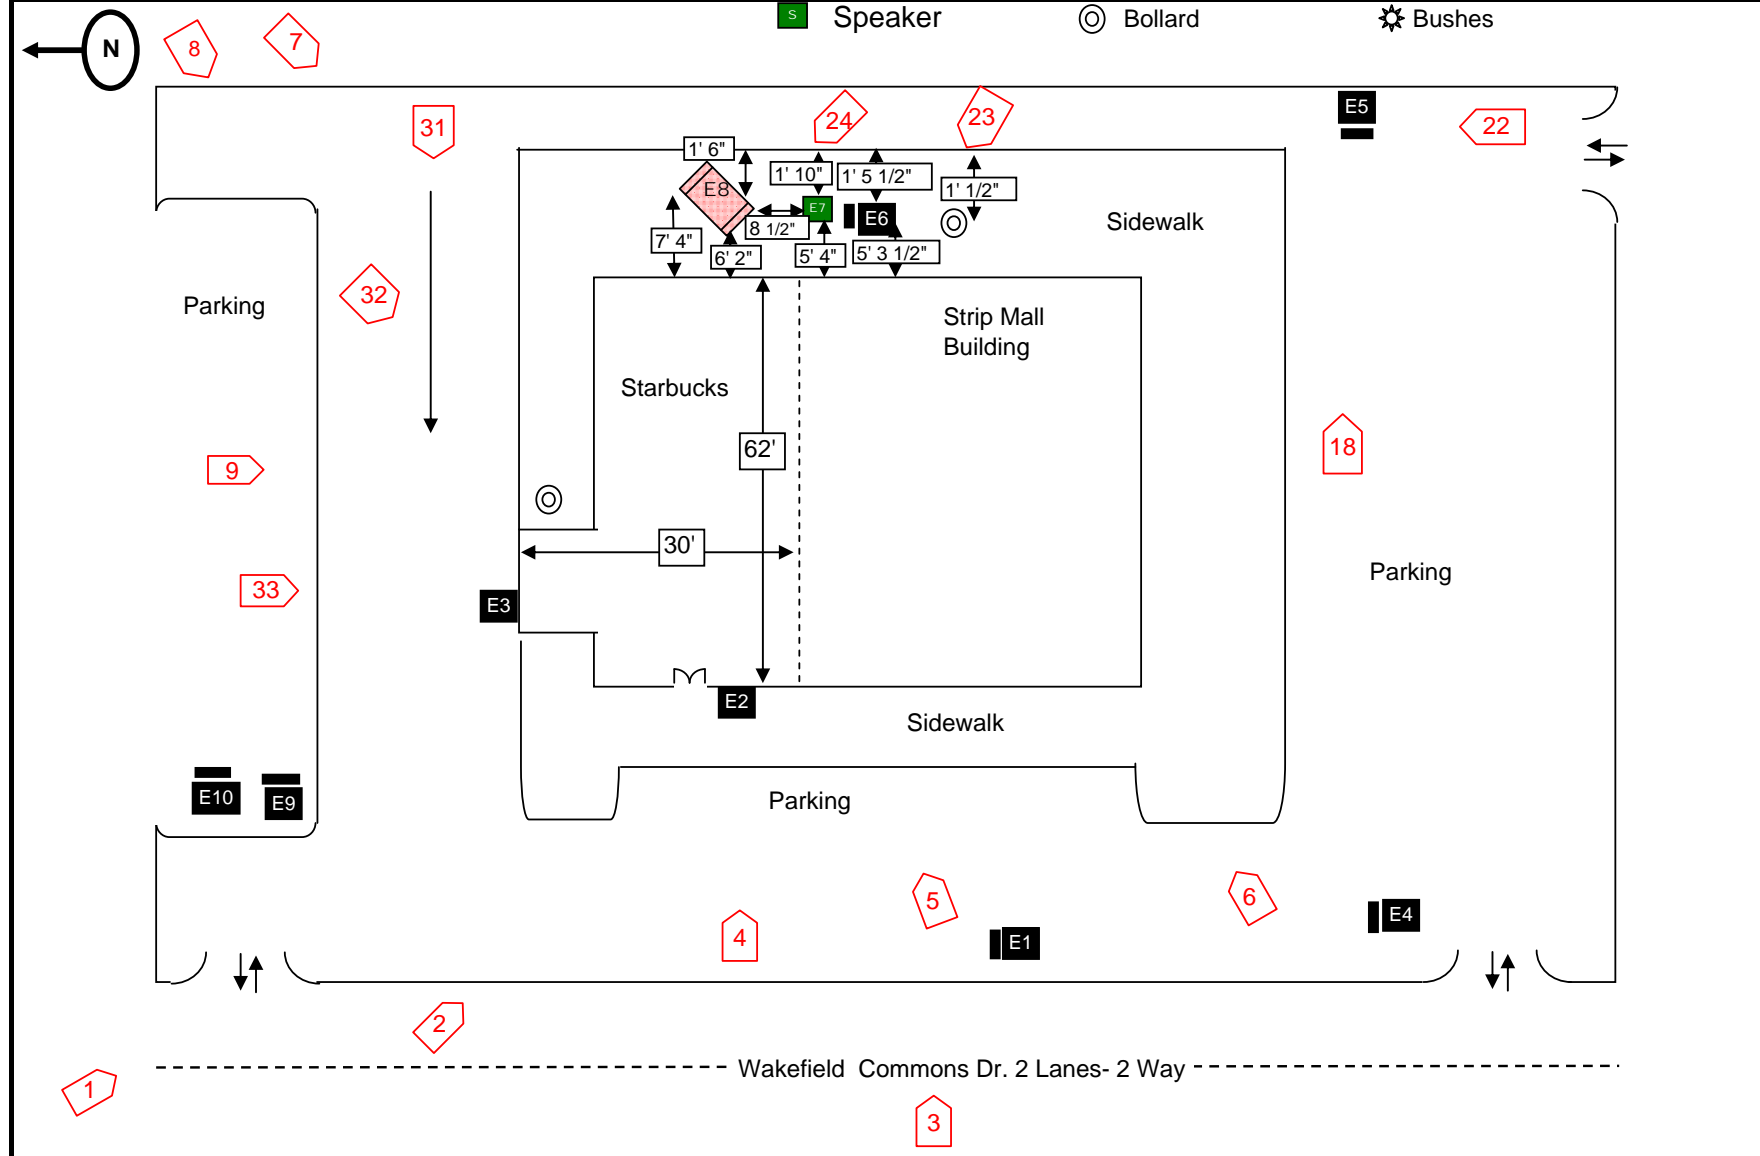 S Speaker
Bollard
Bushes
N
8
7
31
24
23
E5
22
1' 6"
1' 10"
1' 5 1/2"
1' 1/2"
E8
E7
E6
8 1/2"
7' 4"
6' 2"
5' 4"
5' 3 1/2"
Sidewalk
Parking
32
Strip Mall
Building
Starbucks
62'
18
9
30'
33
E3
Parking
E2
Sidewalk
E10
E9
Parking
5
6
4
E1
E4
2
Wakefield Commons Dr. 2 Lanes- 2 Way
1
3